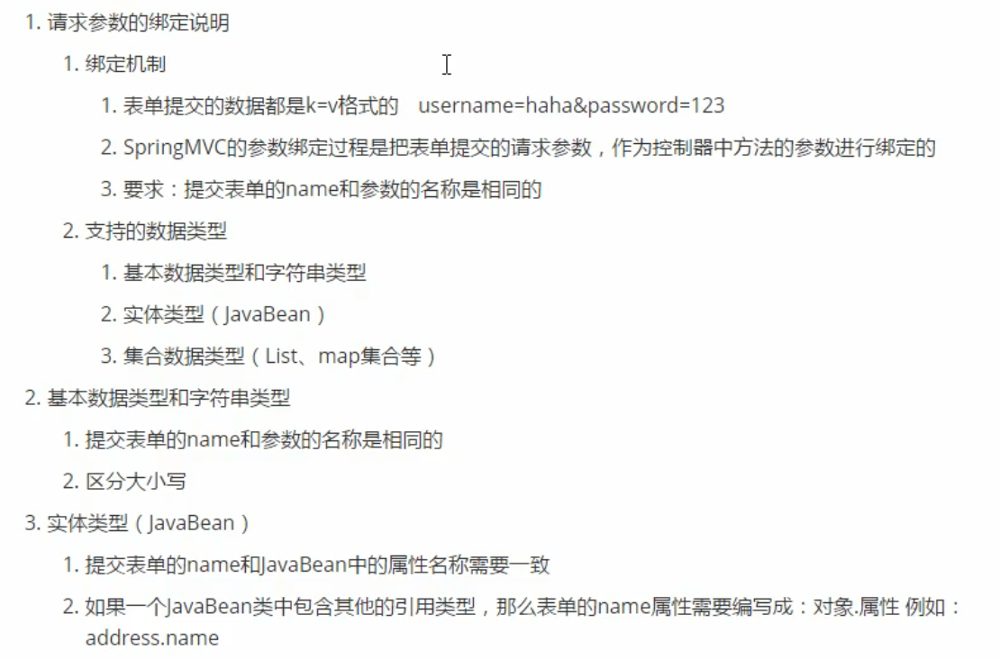 1. 请求参数的绑定说明
1. 绑定机制
1. 表单提交的数据都是k=v格式的 username=haha&password=123
2. SpringMVC的参数绑定过程是把表单提交的请求参数，作为控制器中方法的参数进行绑定的
3. 要求：提交表单的name和参数的名称是相同的
2. 支持的数据类型
1. 基本数据类型和字符串类型
2. 实体类型（JavaBean）
3. 集合数据类型（List、map集合等）
2. 基本数据类型和字符串类型
1. 提交表单的name和参数的名称是相同的
2. 区分大小写
3. 实体类型（JavaBean）
1. 提交表单的name和JavaBean中的属性名称需要一致
2. 如果一个JavaBean类中包含其他的引用类型，那么表单的name属性需要编写成：对象.属性 例如：
address.name